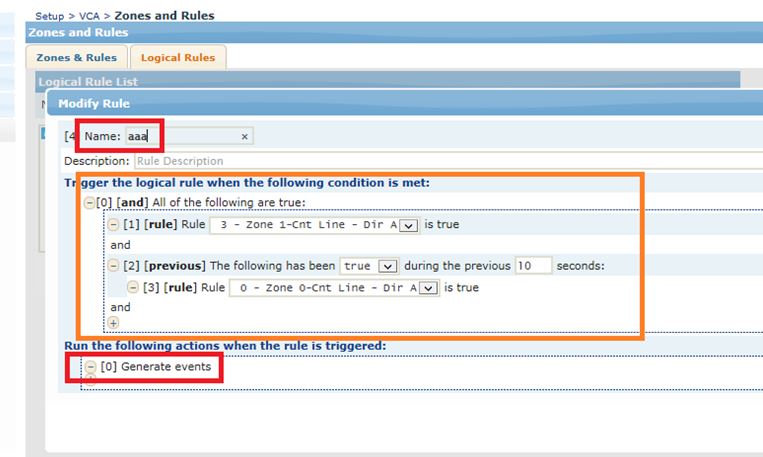 Setup > VCA > Zones and Rules
Zones and Rules
Zones & Rules
Logical Rules
Logical Rule List
Modify Rule
[4 Name: aaa ×
Description: Rule Description
Trigger the logical rule when the following condition is met:
[0] [and] All of the following are true:
[1] [rule] Rule 3 - Zone 1-Cnt Line - Dir A is true
and
[2] [previous] The following has been true during the previous 10 seconds:
[3] [rule] Rule 0 - Zone 0-Cnt Line - Dir A is true
and
Run the following actions when the rule is triggered:
[0] Generate events